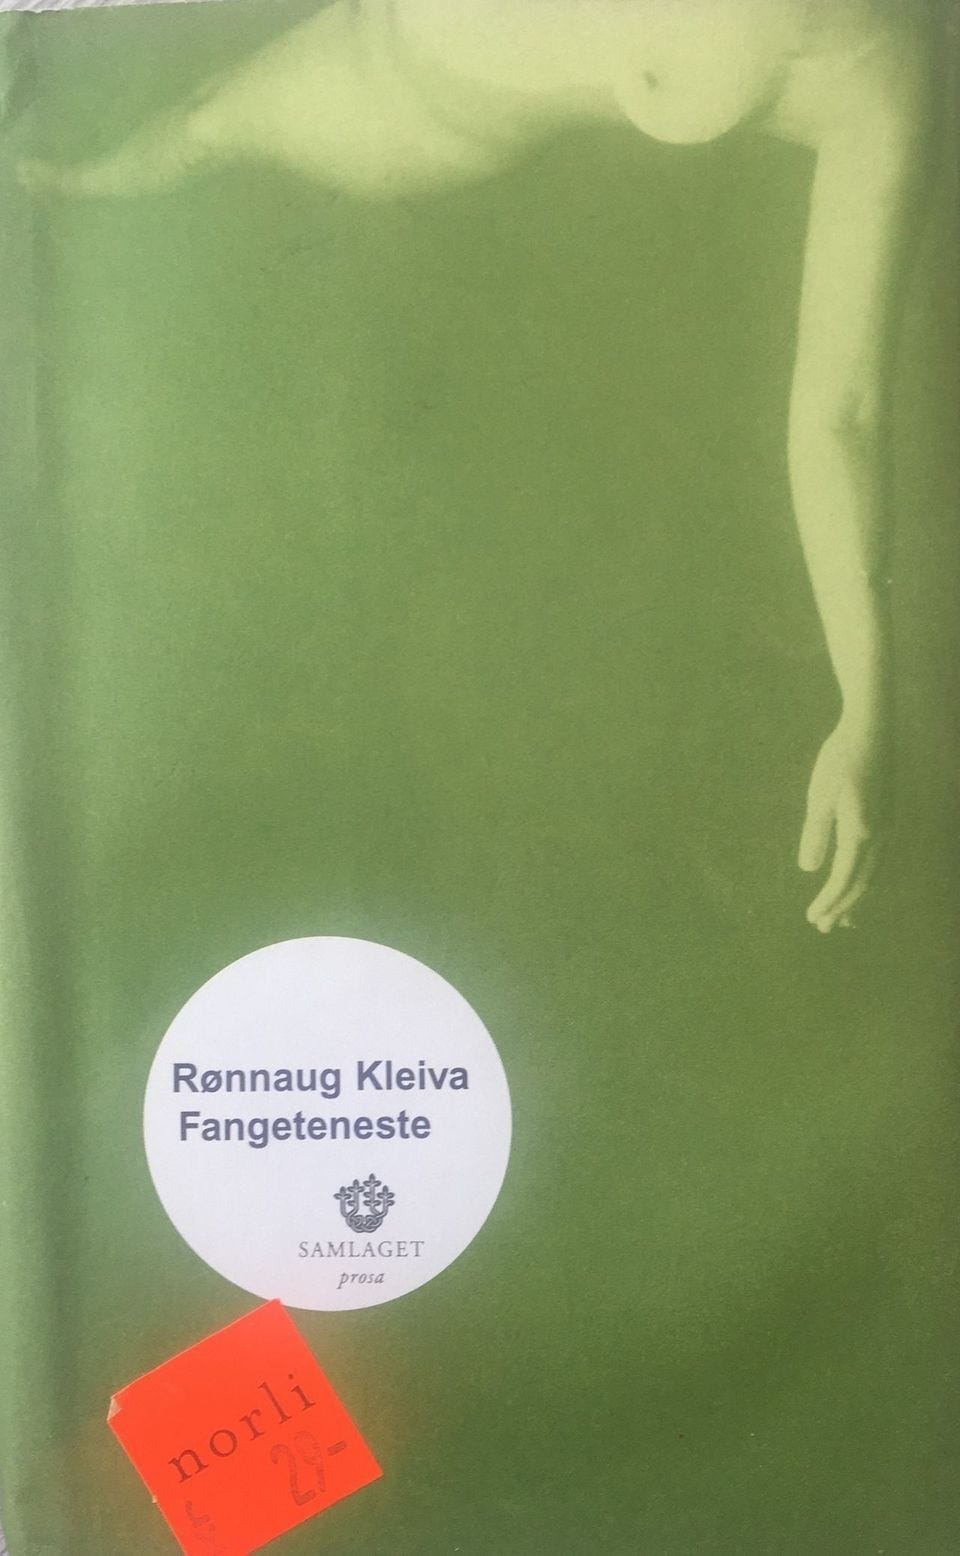 Rønnaug Kleiva
Fangeteneste
SAMLAGET
prosa
norli
29-